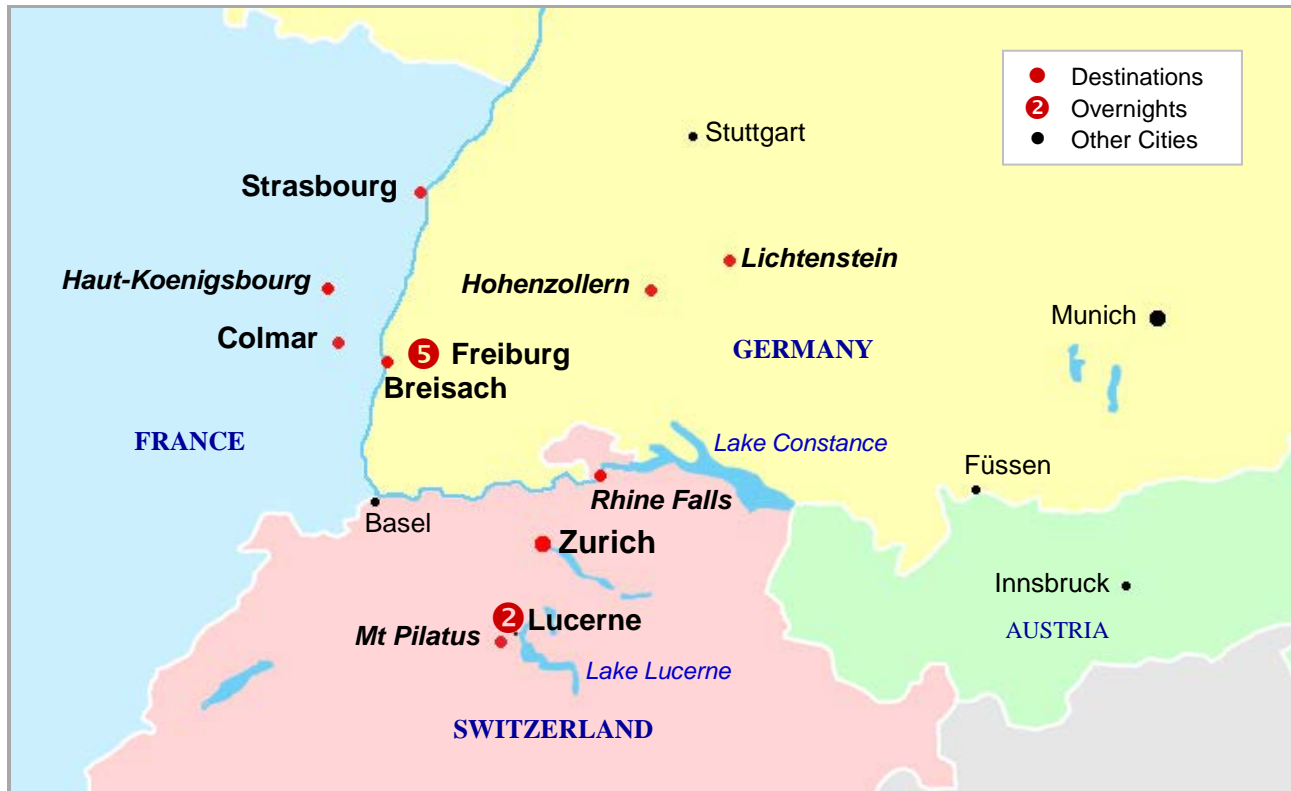 Destinations
2 Overnights
Other Cities
Stuttgart
Strasbourg
Lichtenstein
Haut-Koenigsbourg
Hohenzollern
Munich
Colmar
5 Freiburg
GERMANY
Breisach
FRANCE
Lake Constance
Füssen
Rhine Falls
Basel
Zurich
Innsbruck
2 Lucerne
Mt Pilatus
AUSTRIA
Lake Lucerne
SWITZERLAND